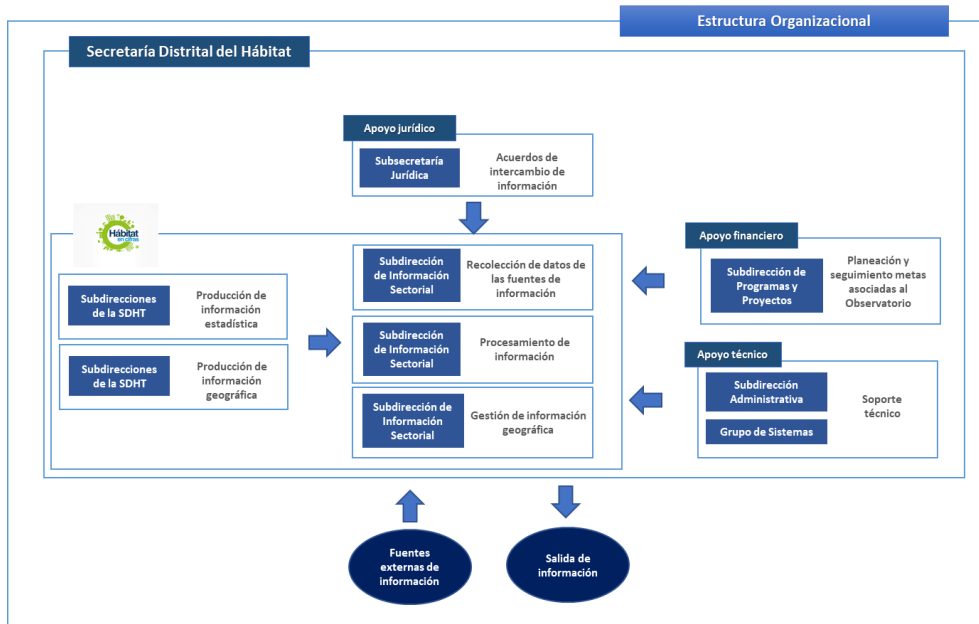 Estructura Organizacional
Secretaría Distrital del Hábitat
Apoyo jurídico
Subsecretaría
Jurídica
Acuerdos de
intercambio de
información
Hábitat
en cifras
Subdirecciones
de la SDHT
Producción de
información
estadística
Subdirecciones
de la SDHT
Producción de
información
geográfica
Subdirección
de Información
Sectorial
Recolección de datos de
las fuentes de
información
Subdirección
de Información
Sectorial
Procesamiento de
información
Subdirección de
Información
Sectorial
Gestión de información
geográfica
Apoyo financiero
Subdirección de
Programas y
Proyectos
Planeación y
seguimiento metas
asociadas al
Observatorio
Apoyo técnico
Subdirección
Administrativa
Grupo de Sistemas
Soporte
técnico
Fuentes
externas de
información
Salida de
información